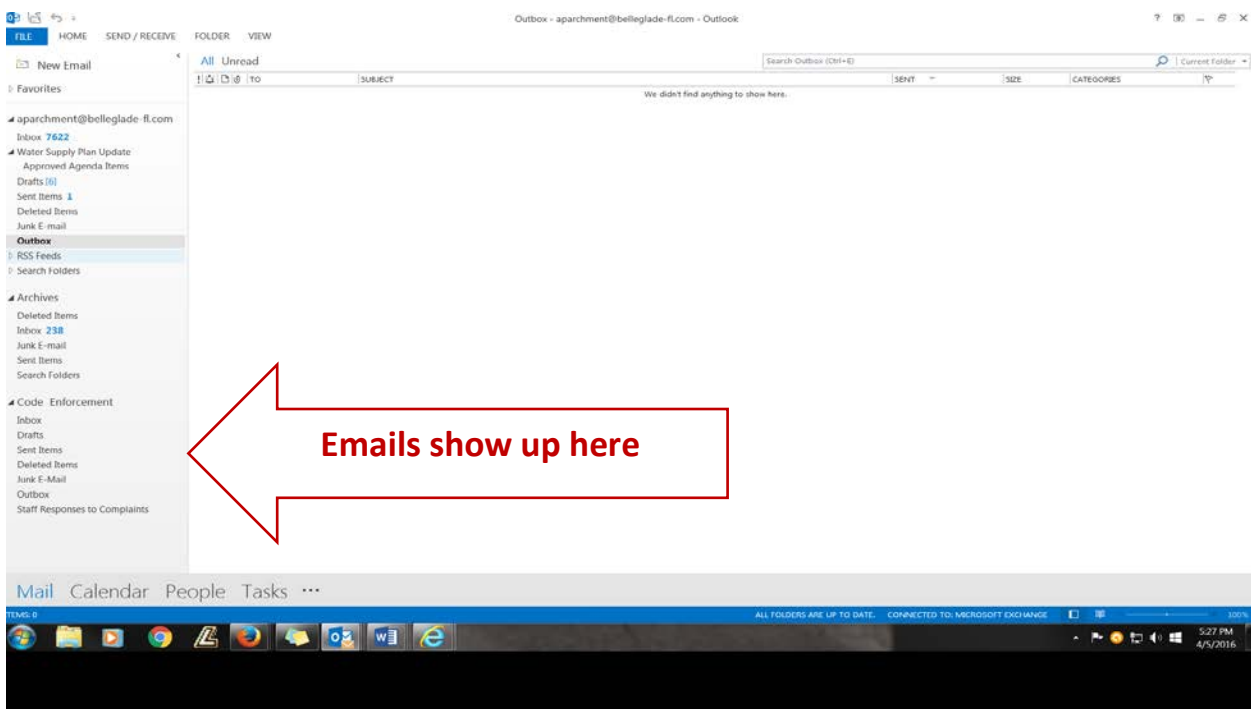 Outbox - aparchment@belleglade-fl.com - Outlook
FILE HOME SEND / RECEIVE FOLDER VIEW
New Email
All Unread
Search Outbox (Ctrl+E)
Current Folder
TO SUBJECT SENT SIZE CATEGORIES
We didn't find anything to show here.
Favorites
aparchment@belleglade-fl.com
Inbox 7622
Water Supply Plan Update
Approved Agenda Items
Drafts [6]
Sent Items 1
Deleted Items
Junk E-mail
Outbox
RSS Feeds
Search Folders
Archives
Deleted Items
Inbox 238
Junk E-mail
Sent Items
Search Folders
Code Enforcement
Inbox
Drafts
Sent Items
Deleted Items
Junk E-Mail
Outbox
Staff Responses to Complaints
Emails show up here
Mail Calendar People Tasks ...
ITEMS: 0
ALL FOLDERS ARE UP TO DATE. CONNECTED TO: MICROSOFT EXCHANGE 100%
5:27 PM
4/5/2016